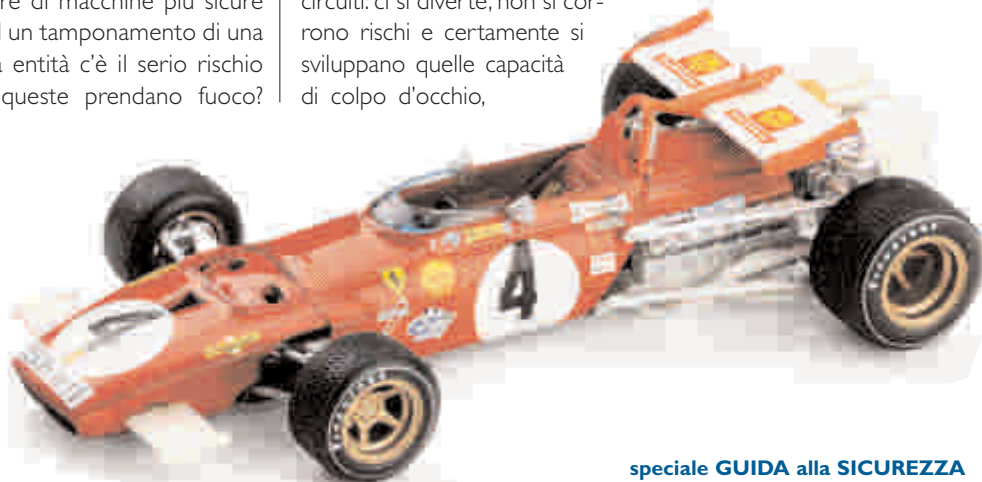 re di macchine più sicure
un tamponamento di una
entità c'è il serio rischio
queste prendano fuoco?
circuiti: ci si diverte, non si cor-
rono rischi e certamente si
sviluppano quelle capacità
di colpo d'occhio,
4
speciale GUIDA alla SICUREZZA